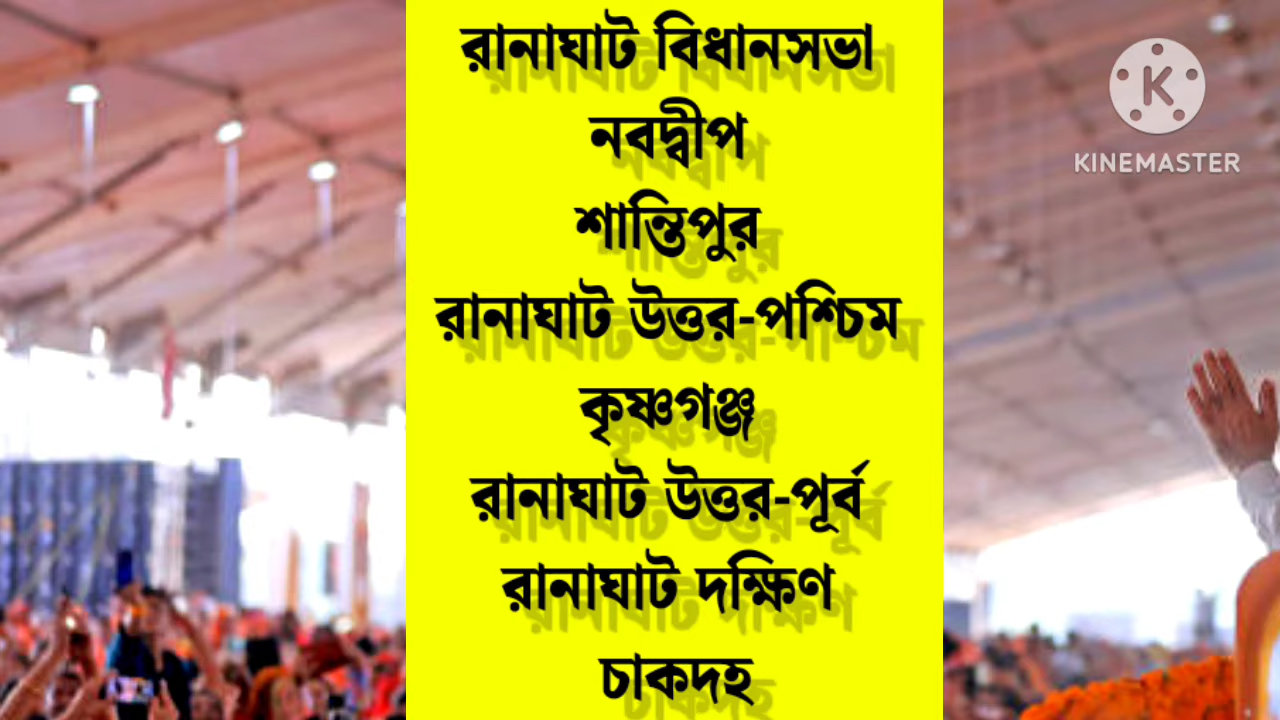 রানাঘাট বিধানসভা
নবদ্বীপ
শান্তিপুর
রানাঘাট উত্তর-পশ্চিম
কৃষ্ণগঞ্জ
রানাঘাট উত্তর-পূর্ব
রানাঘাট দক্ষিণ
চাকদহ
K
KINEMASTER